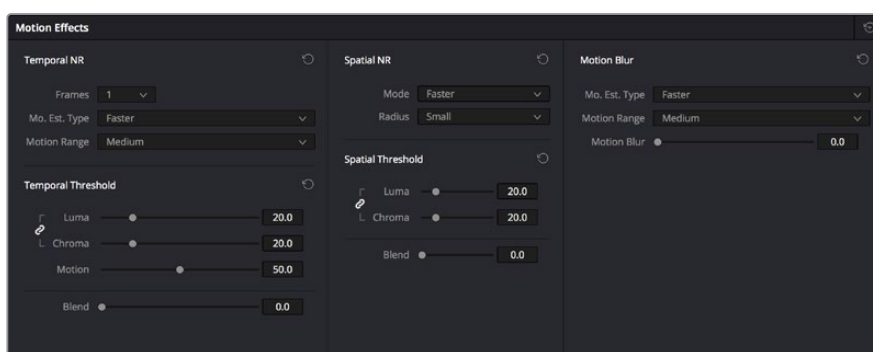 Motion Effects
Temporal NR
Frames 1
Mo. Est. Type Faster
Motion Range Medium
Temporal Threshold
Luma 20.0
Chroma 20.0
Motion 50.0
Blend 0.0
Spatial NR
Mode Faster
Radius Small
Spatial Threshold
Luma 20.0
Chroma 20.0
Blend 0.0
Motion Blur
Mo. Est. Type Faster
Motion Range Medium
Motion Blur 0.0